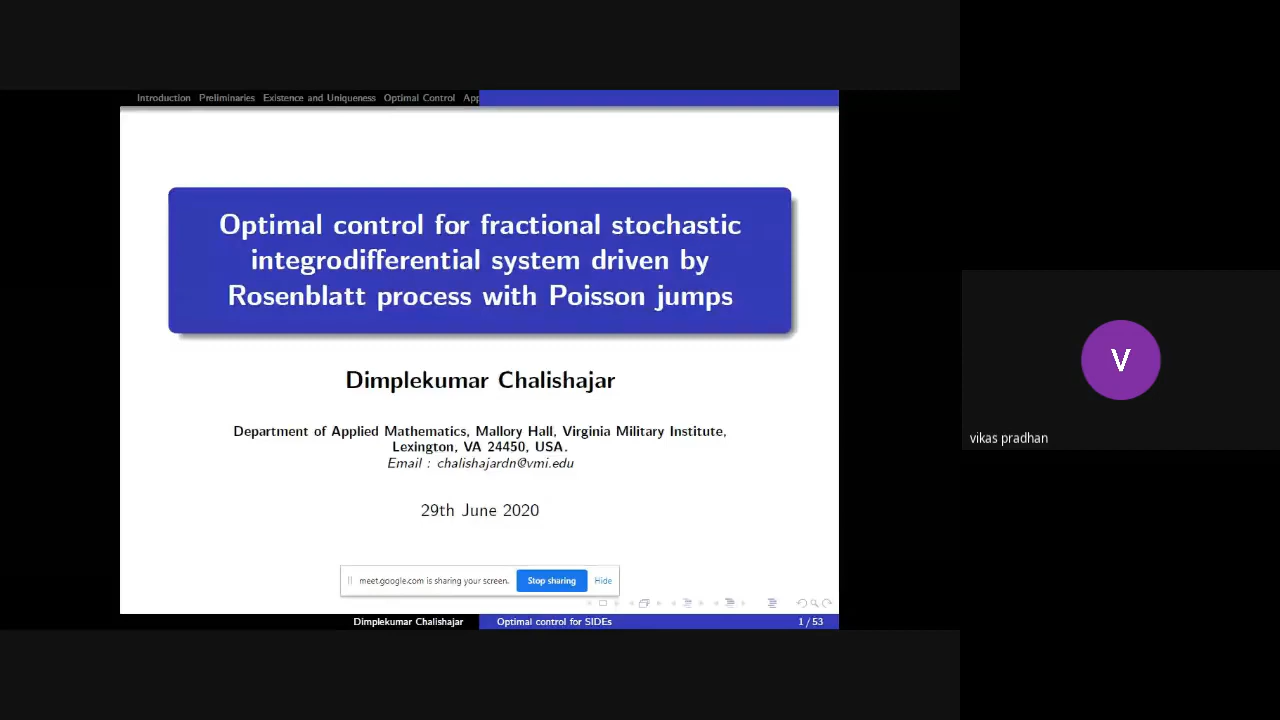 Introduction Preliminaries Existence and Uniqueness Optimal Control App
Optimal control for fractional stochastic
integrodifferential system driven by
Rosenblatt process with Poisson jumps
Dimplekumar Chalishajar
Department of Applied Mathematics, Mallory Hall, Virginia Military Institute,
Lexington, VA 24450, USA.
Email : chalishajardn@vmi.edu
29th June 2020
meet.google.com is sharing your screen. Stop sharing Hide
Dimplekumar Chalishajar Optimal control for SIDEs 1 / 53
V
vikas pradhan